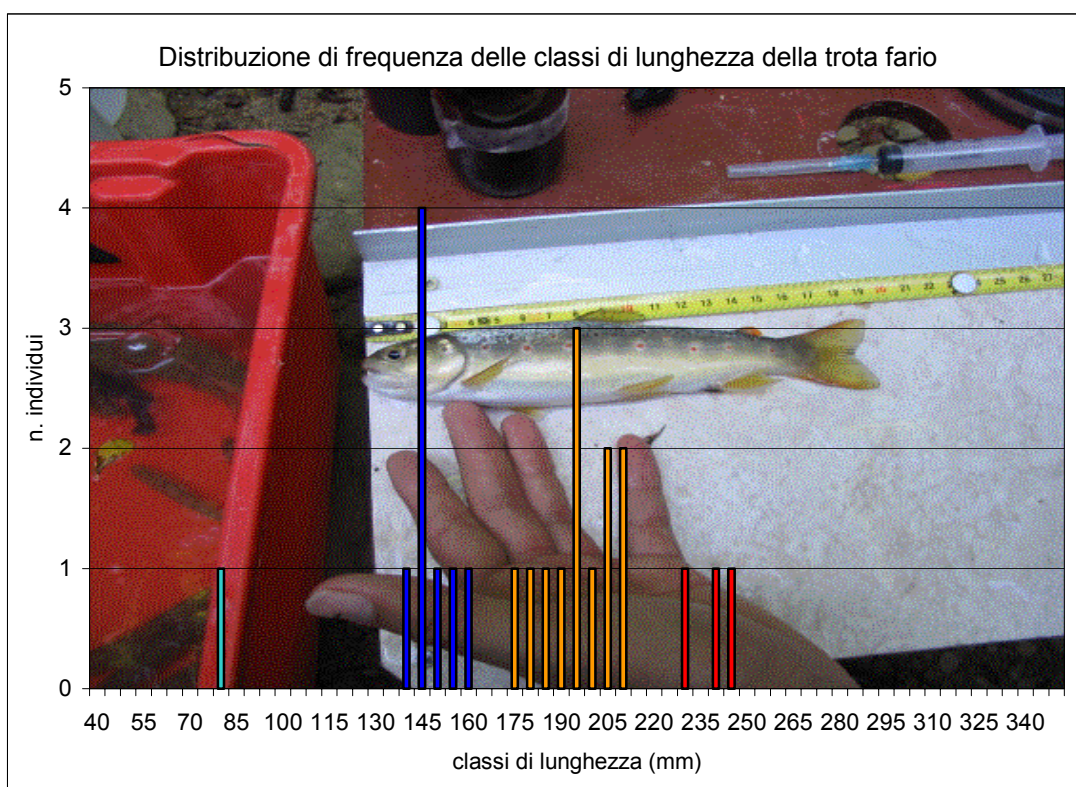 Distribuzione di frequenza delle classi di lunghezza della trota fario
5
4
3
2
1
0
n. individui
40 55 70 85 100 115 130 145 160 175 190 205 220 235 250 265 280 295 310 325 340
classi di lunghezza (mm)